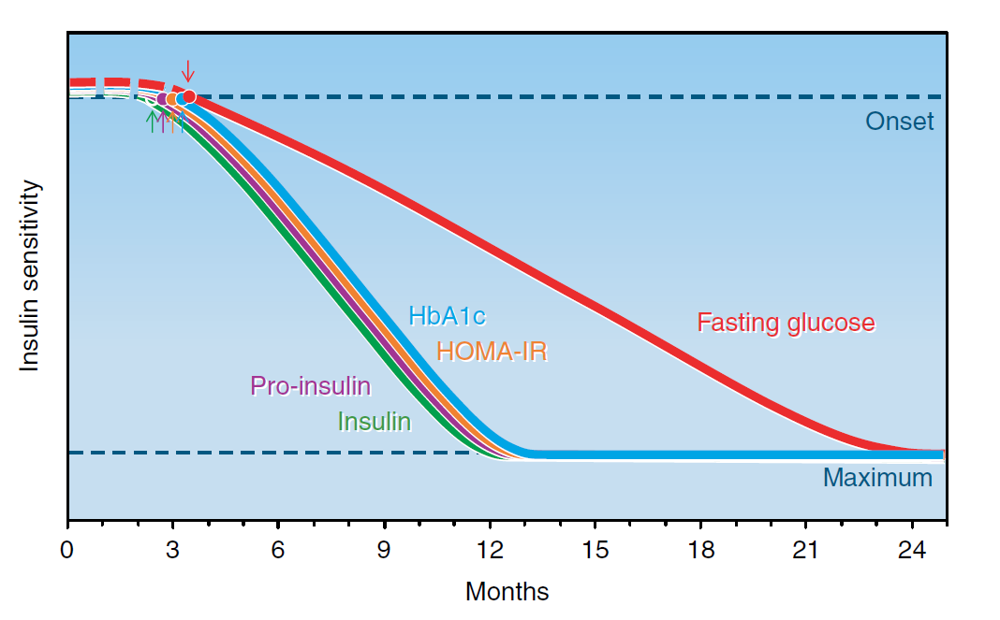 Onset
HbA1c
Fasting glucose
HOMA-IR
Pro-insulin
Insulin
Maximum
Insulin sensitivity
0 3 6 9 12 15 18 21 24
Months